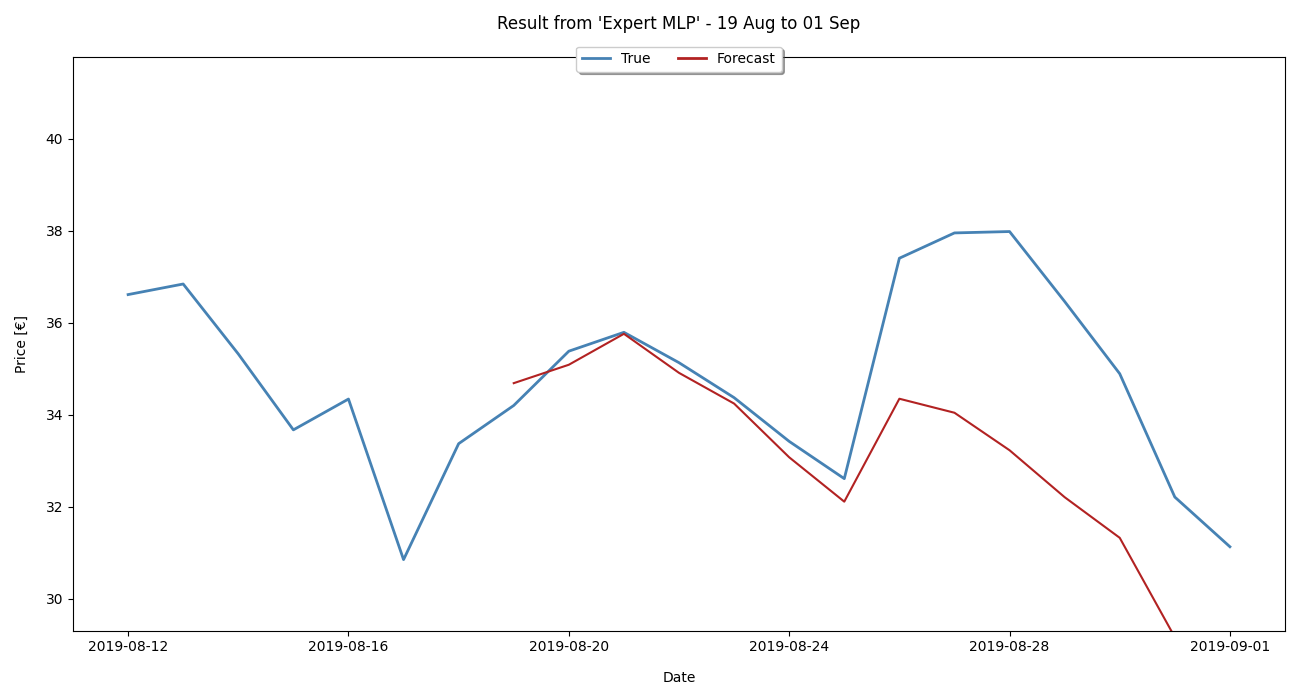 Result from 'Expert MLP' - 19 Aug to 01 Sep
True Forecast
40
38
36
34
32
30
Price [€]
2019-08-12 2019-08-16 2019-08-20 2019-08-24 2019-08-28 2019-09-01
Date